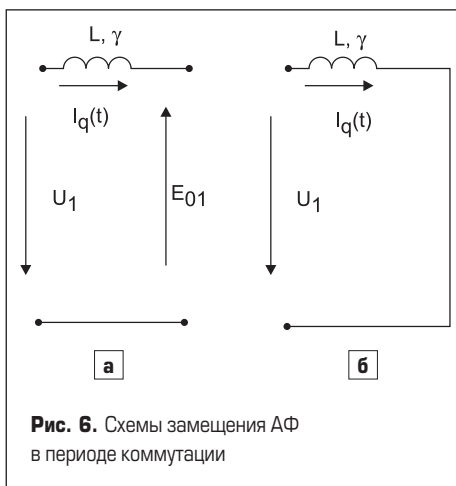 L, γ
L, γ
I_q(t)
I_q(t)
U_1
E_01
U_1
а
б
Рис. 6. Схемы замещения АФ
в периоде коммутации